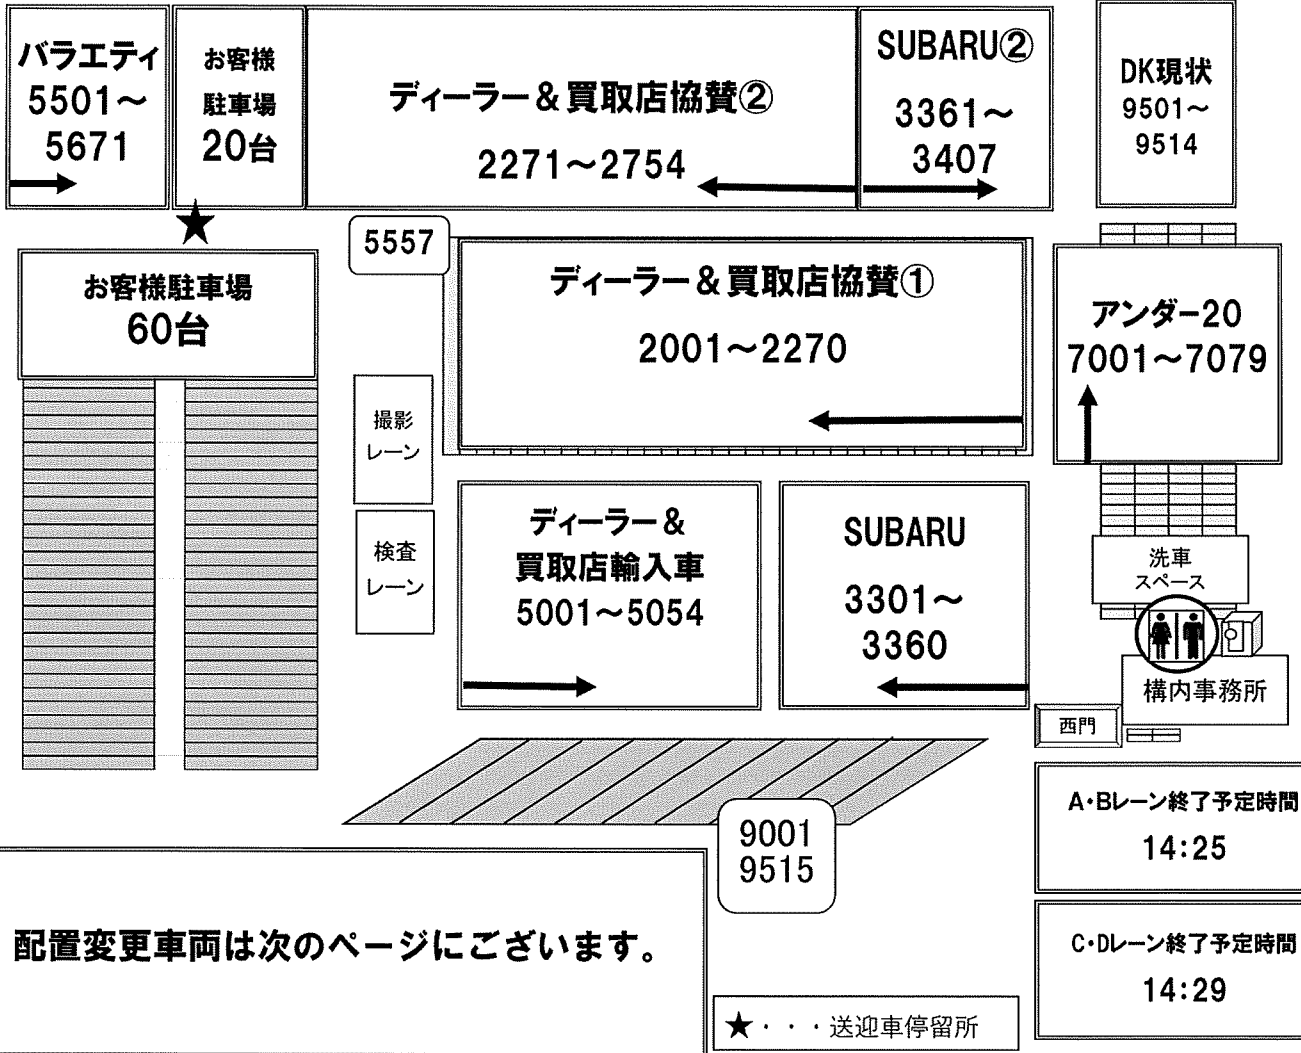 バラエティ
5501～
5671
お客様
駐車場
20台
ディーラー＆買取店協賛②
2271～2754
SUBARU②
3361～
3407
DK現状
9501～
9514
★
5557
お客様駐車場
60台
ディーラー＆買取店協賛①
2001～2270
アンダー20
7001～7079
撮影
レーン
検査
レーン
ディーラー＆
買取店輸入車
5001～5054
SUBARU
3301～
3360
洗車
スペース
構内事務所
西門
9001
9515
A・Bレーン終了予定時間
14：25
C・Dレーン終了予定時間
14：29
配置変更車両は次のページにございます。
★・・・送迎車停留所